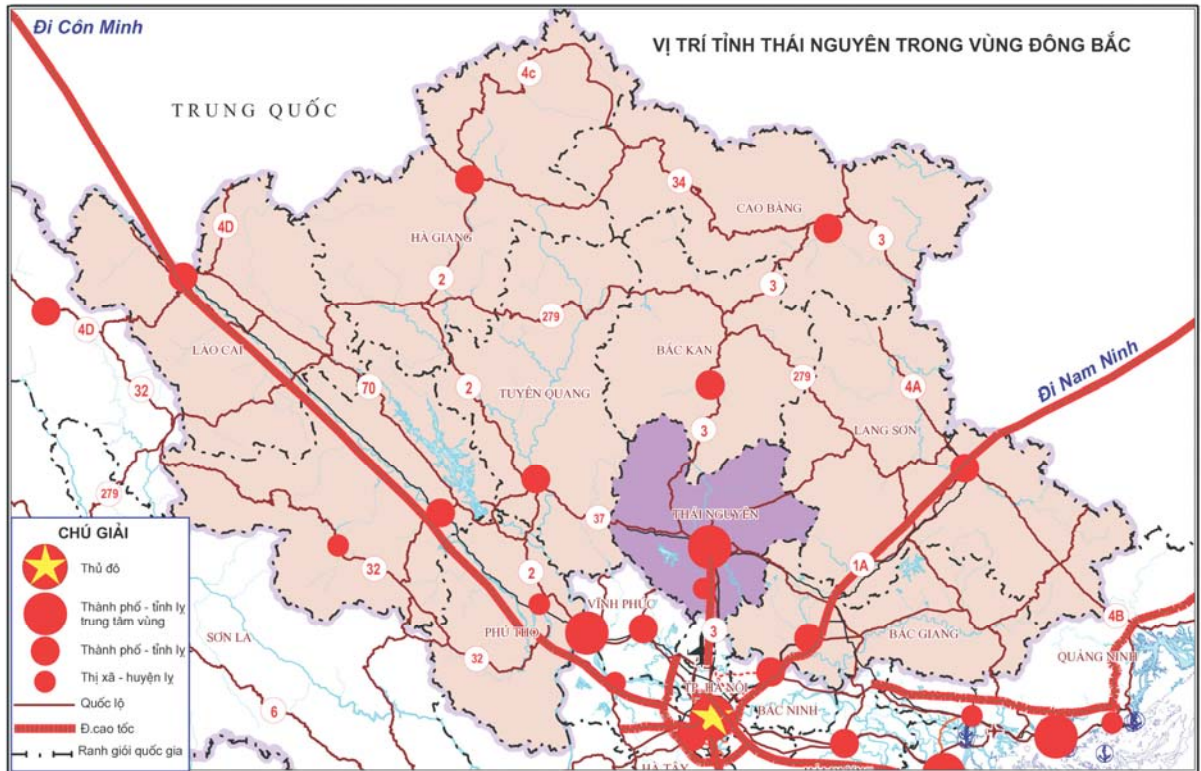 Đi Côn Minh
VỊ TRÍ TỈNH THÁI NGUYÊN TRONG VÙNG ĐÔNG BẮC
TRUNG QUỐC
4c
34
CAO BẰNG
4D
HÀ GIANG
3
2
3
279
4D
LÀO CAI
BẮC KẠN
Đi Nam Ninh
32
70
2
TUYÊN QUANG
279
4A
3
LẠNG SƠN
279
37
THÁI NGUYÊN
CHÚ GIẢI
Thủ đô
Thành phố - tỉnh lỵ
trung tâm vùng
Thành phố - tỉnh lỵ
Thị xã - huyện lỵ
Quốc lộ
Đ.cao tốc
Ranh giỏi quốc gia
32
2
1A
VĨNH PHÚC
4B
SƠN LA
PHÚ THỌ
3
BẮC GIANG
32
QUẢNG NINH
6
TP. HÀ NỘI
BẮC NINH
HÀ TÂY